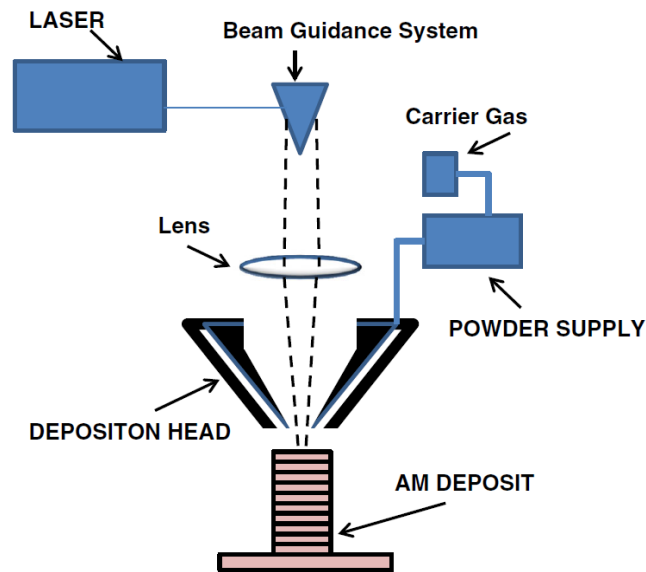 LASER
Beam Guidance System
Carrier Gas
Lens
POWDER SUPPLY
DEPOSITON HEAD
AM DEPOSIT